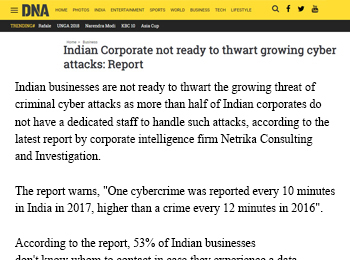 DNA HOME PHOTOS INDIA ENTERTAINMENT SPORTS WORLD BUSINESS TECH LIFESTYLE
TRENDING# Rafale UNGA 2018 Narendra Modi KBC 10 Asia Cup
Home > Business
Indian Corporate not ready to thwart growing cyber
attacks: Report
Indian businesses are not ready to thwart the growing threat of
criminal cyber attacks as more than half of Indian corporates do
not have a dedicated staff to handle such attacks, according to the
latest report by corporate intelligence firm Netrika Consulting
and Investigation.
The report warns, "One cybercrime was reported every 10 minutes
in India in 2017, higher than a crime every 12 minutes in 2016".
According to the report, 53% of Indian businesses
don't know whom to contact in case they experience a data